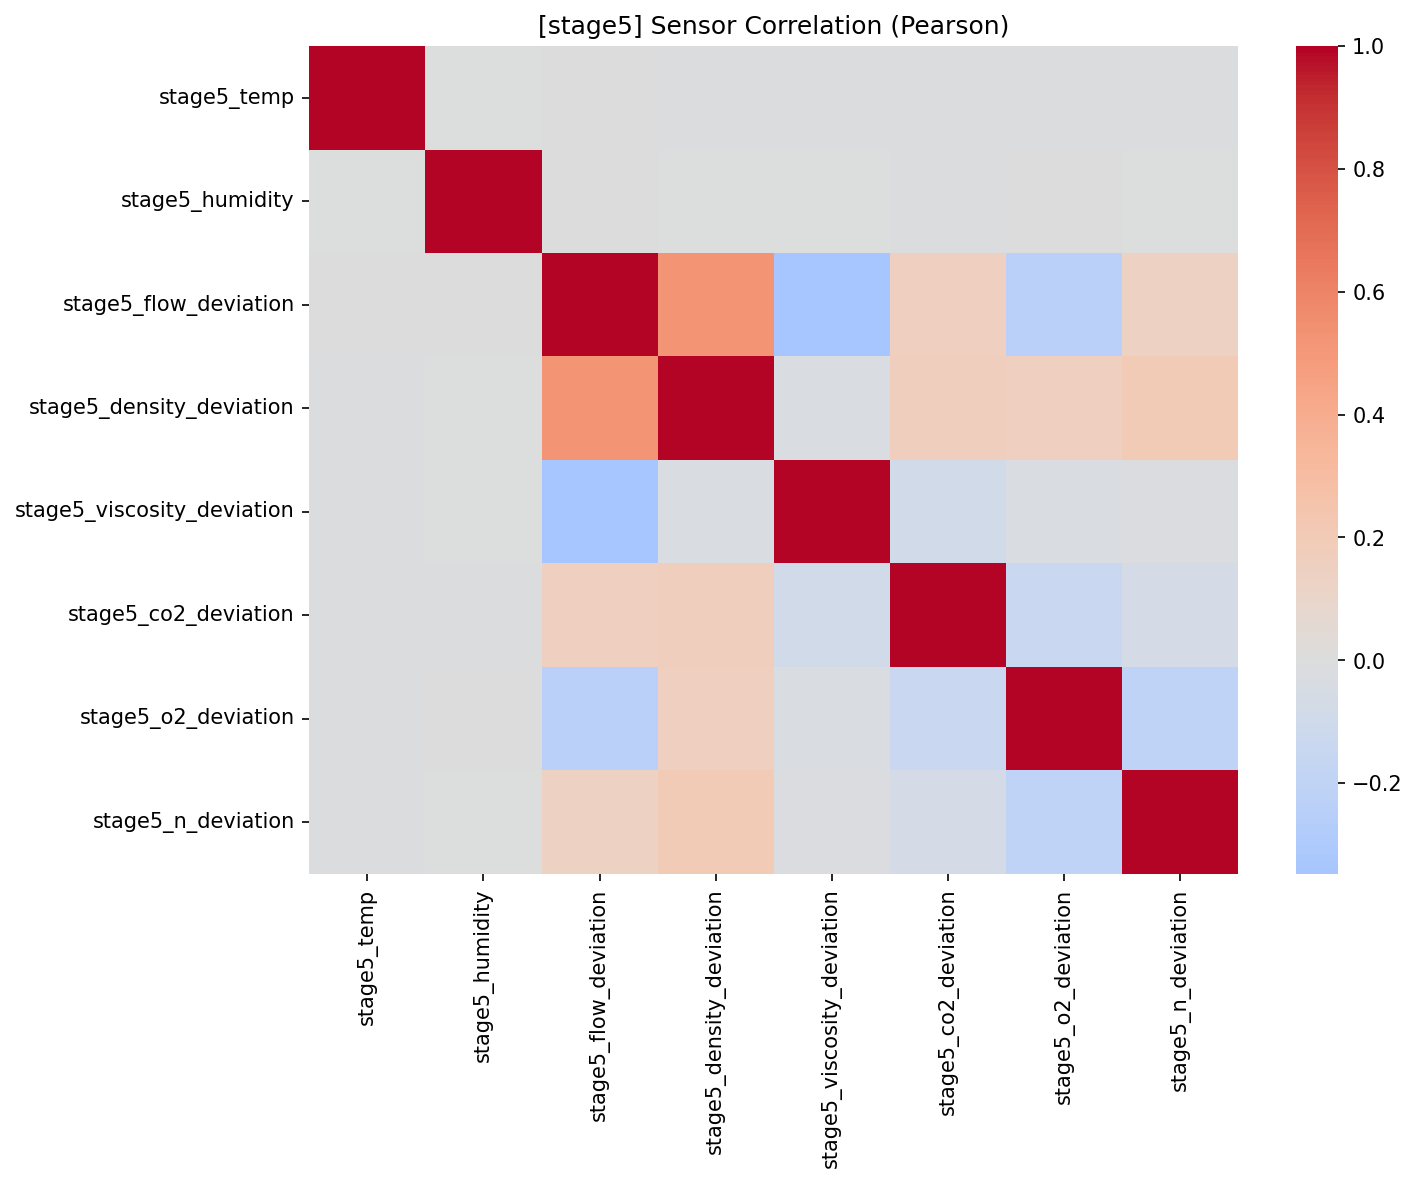 [stage5] Sensor Correlation (Pearson)
stage5_temp
stage5_humidity
stage5_flow_deviation
stage5_density_deviation
stage5_viscosity_deviation
stage5_co2_deviation
stage5_o2_deviation
stage5_n_deviation
stage5_temp
stage5_humidity
stage5_flow_deviation
stage5_density_deviation
stage5_viscosity_deviation
stage5_co2_deviation
stage5_o2_deviation
stage5_n_deviation
1.0
0.8
0.6
0.4
0.2
0.0
−0.2